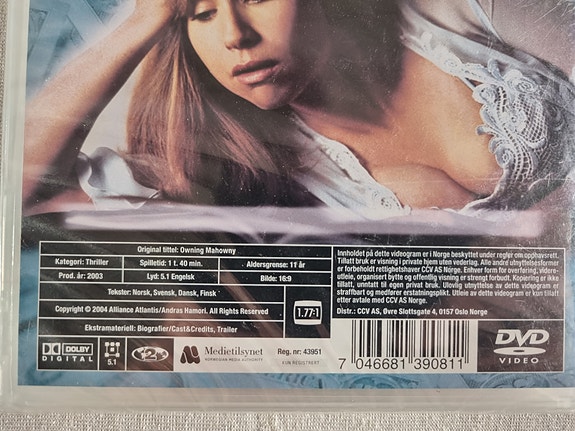 Original tittel: Owning Mahowny
Kategori: Thriller
Spilletid: 1 t. 40 min.
Aldersgrense: 11 år
Prod. år: 2003
Lyd: 5.1 Engelsk
Bilde: 16:9
Tekster: Norsk, Svensk, Dansk, Finsk
Copyright © 2004 Alliance Atlantis/Andras Hamori. All Rights Reserved
1.77:1
Ekstramateriell: Biografier/Cast&Credits, Trailer
Innholdet på dette videogram er i Norge beskyttet under regler om opphavsrett.
Tillatt bruk er visning i private hjem uten vederlag. Alle andre utnyttelsesformer
er forbeholdt rettighetshaver CCV AS Norge. Enhver form for overføring, videre-
utleie, organisert bytte og offentlig visning er strengt forbudt. Kopiering er ikke
tillatt, unntatt til egen privat bruk. Ulovlig utnyttelse av dette videogram er
straffbart og medfører erstatningsplikt. Utleie av dette videogram er kun tillatt
etter avtale med CCV AS Norge.
Distr: CCV AS, Øvre Slottsgate 4, 0157 Oslo Norge
DOLBY
DIGITAL
5.1
2
Medietilsynet
NORWEGIAN MEDIA AUTHORITY
Reg. nr: 43951
EUN REGISTRERT
7 046681 390811
DVD
VIDEO